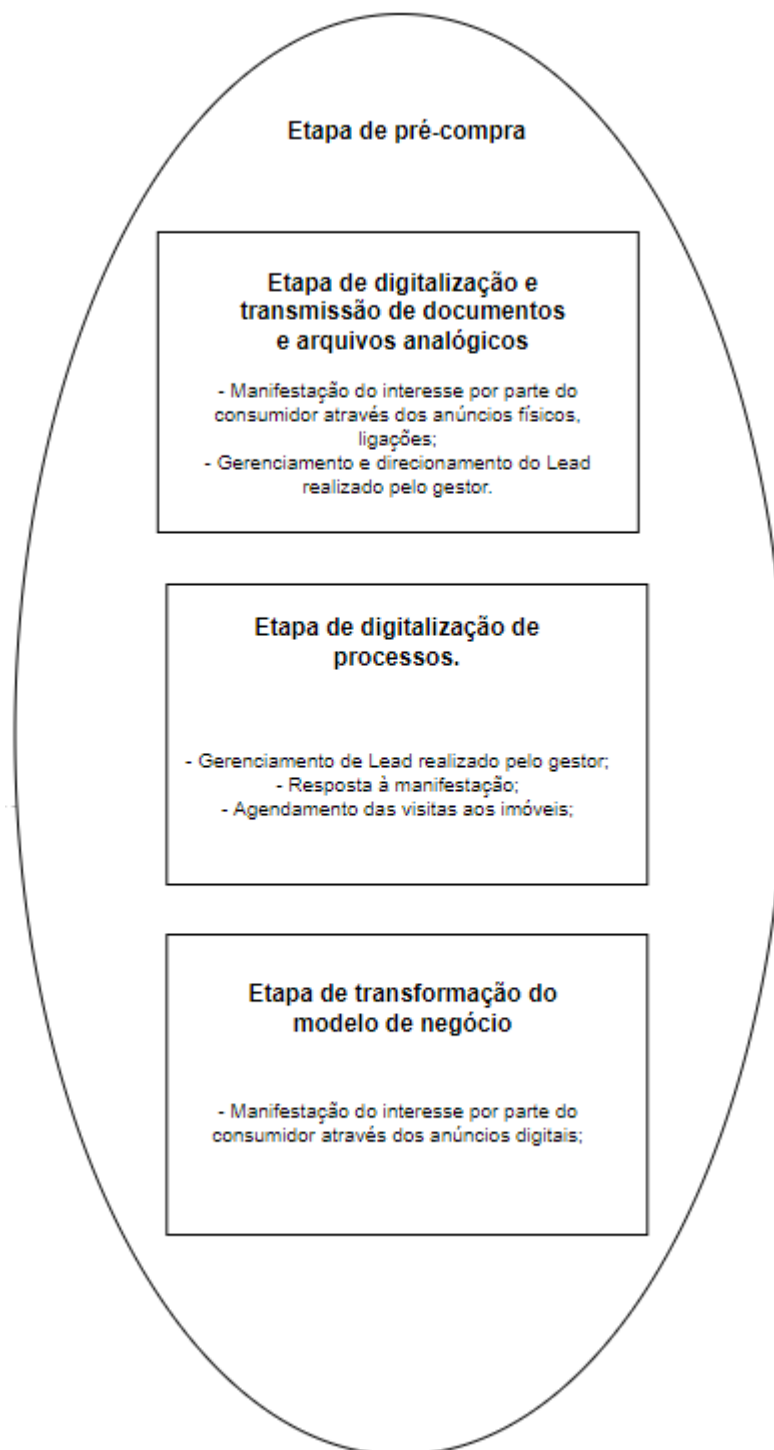 Etapa de pré-compra
Etapa de digitalização e
transmissão de documentos
e arquivos analógicos
- Manifestação do interesse por parte do
consumidor através dos anúncios físicos,
ligações;
- Gerenciamento e direcionamento do Lead
realizado pelo gestor.
Etapa de digitalização de
processos.
- Gerenciamento de Lead realizado pelo gestor;
- Resposta à manifestação;
- Agendamento das visitas aos imóveis;
Etapa de transformação do
modelo de negócio
- Manifestação do interesse por parte do
consumidor através dos anúncios digitais;